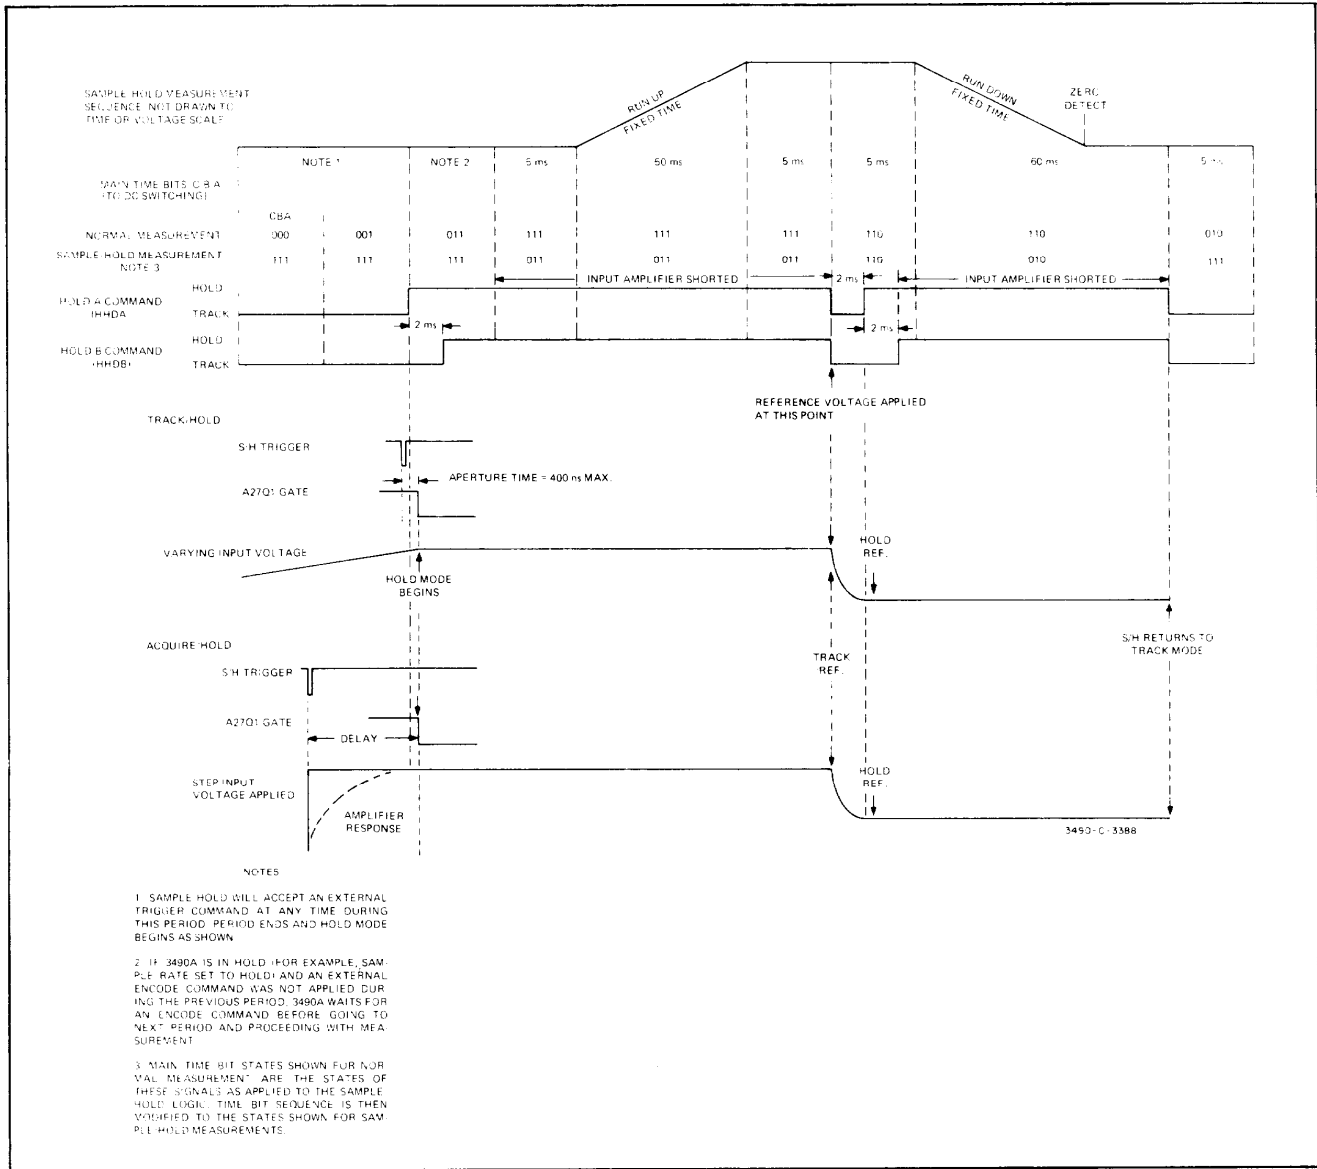 SAMPLE HOLD MEASUREMENT
SEQUENCE NOT DRAWN TO
TIME OR VOLTAGE SCALE
RUN UP
FIXED TIME
RUN DOWN
FIXED TIME
ZERO
DETECT
NOTE 1
NOTE 2
5 ms
50 ms
5 ms
5 ms
60 ms
5 ms
MAIN TIME BITS C B A
(TO DC SWITCHING)
CBA
NORMAL MEASUREMENT 000 001 011 111 111 111 110 110 010
SAMPLE-HOLD MEASUREMENT 111 111 111 011 011 011 110 010 111
NOTE 3
INPUT AMPLIFIER SHORTED
2 ms
INPUT AMPLIFIER SHORTED
HOLD
HOLD A COMMAND
(HHDA)
TRACK
2 ms
2 ms
HOLD
HOLD B COMMAND
(HHDB)
TRACK
REFERENCE VOLTAGE APPLIED
AT THIS POINT
TRACK/HOLD
S/H TRIGGER
APERTURE TIME = 400 ns MAX.
A27Q1 GATE
VARYING INPUT VOLTAGE
HOLD MODE
BEGINS
HOLD
REF.
ACQUIRE/HOLD
S/H TRIGGER
TRACK
REF.
S/H RETURNS TO
TRACK MODE
A27Q1 GATE
DELAY
STEP INPUT
VOLTAGE APPLIED
AMPLIFIER
RESPONSE
HOLD
REF.
3490-C-3388
NOTES
1. SAMPLE HOLD WILL ACCEPT AN EXTERNAL
TRIGGER COMMAND AT ANY TIME DURING
THIS PERIOD. PERIOD ENDS AND HOLD MODE
BEGINS AS SHOWN
2. IF 3490A IS IN HOLD (FOR EXAMPLE, SAM-
PLE RATE SET TO HOLD) AND AN EXTERNAL
ENCODE COMMAND WAS NOT APPLIED DUR-
ING THE PREVIOUS PERIOD, 3490A WAITS FOR
AN ENCODE COMMAND BEFORE GOING TO
NEXT PERIOD AND PROCEEDING WITH MEA-
SUREMENT
3. MAIN TIME BIT STATES SHOWN FOR NOR-
MAL MEASUREMENT ARE THE STATES OF
THESE SIGNALS AS APPLIED TO THE SAMPLE
HOLD LOGIC. TIME BIT SEQUENCE IS THEN
MODIFIED TO THE STATES SHOWN FOR SAM-
PLE-HOLD MEASUREMENTS.